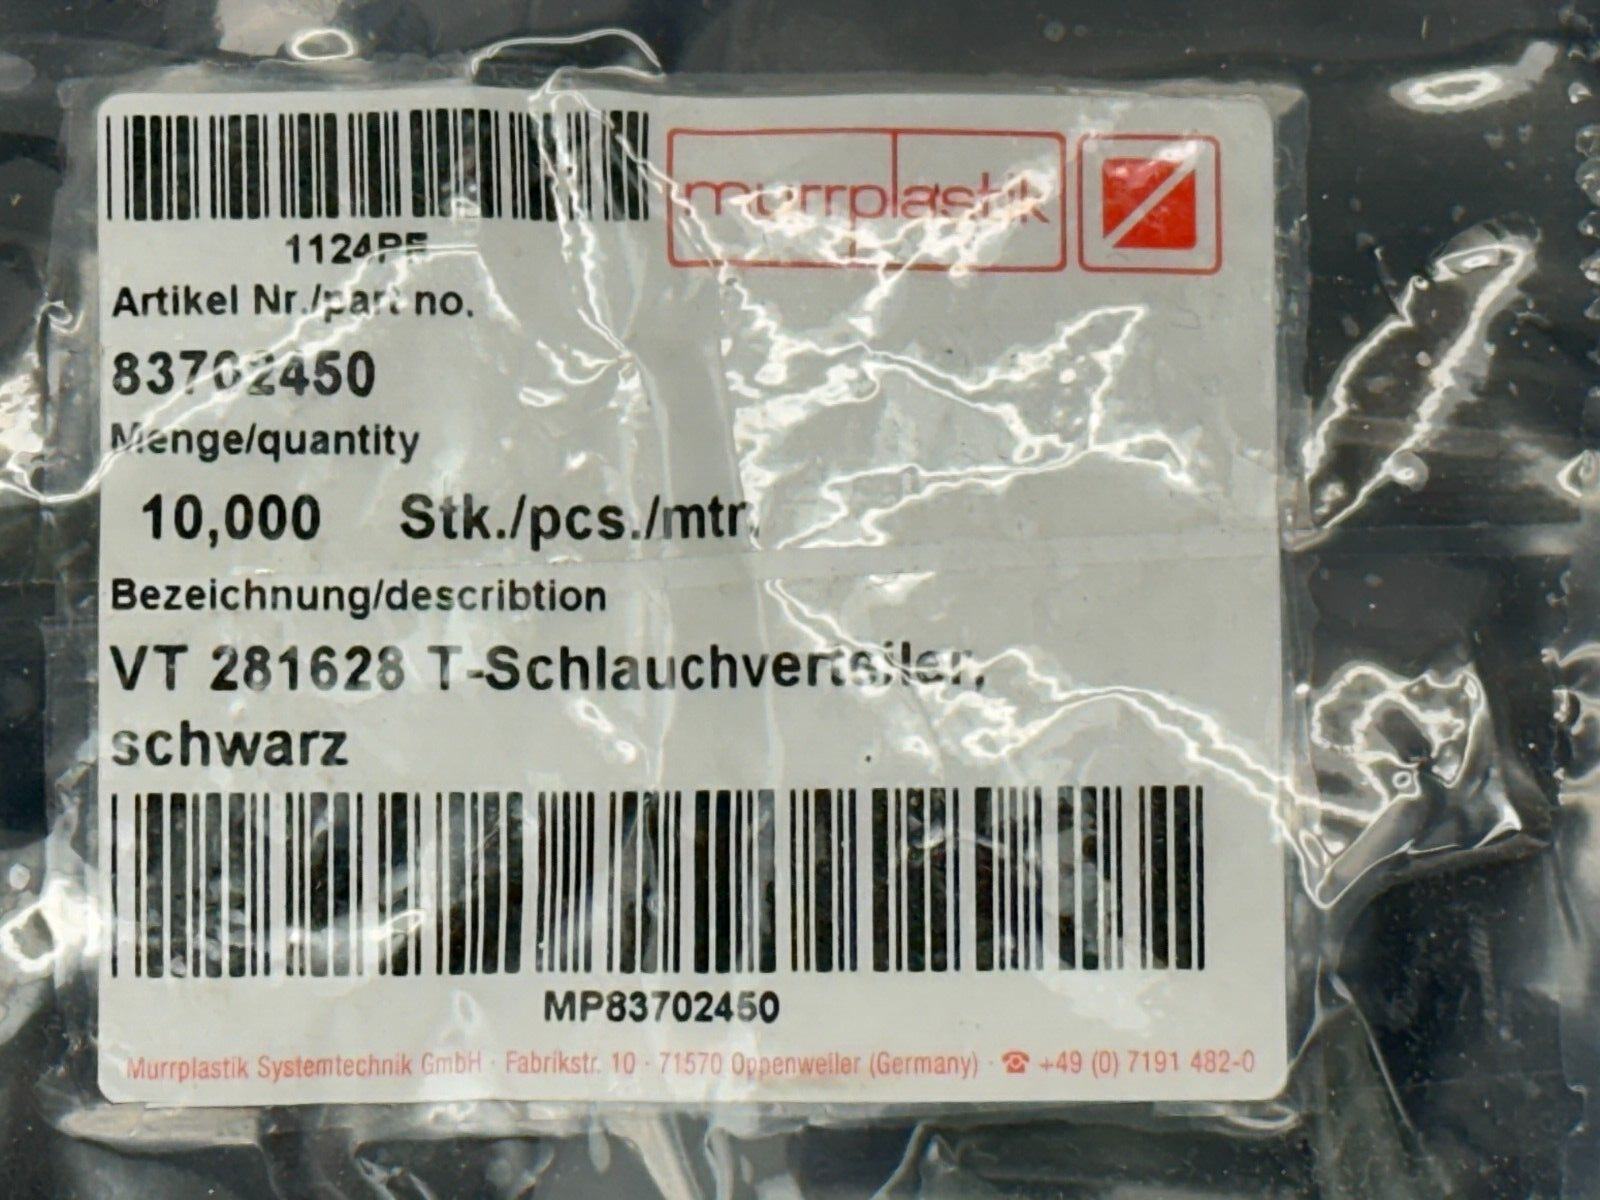 murrplastik
1124PF
Artikel Nr./part no.
83702450
Menge/quantity
10,000 Stk./pcs./mtr.
Bezeichnung/describtion
VT 281628 T-Schlauchverteiler,
schwarz
MP83702450
Murrplastik Systemtechnik GmbH · Fabrikstr. 10 · 71570 Oppenweiler (Germany) · ☎ +49 (0) 7191 482-0